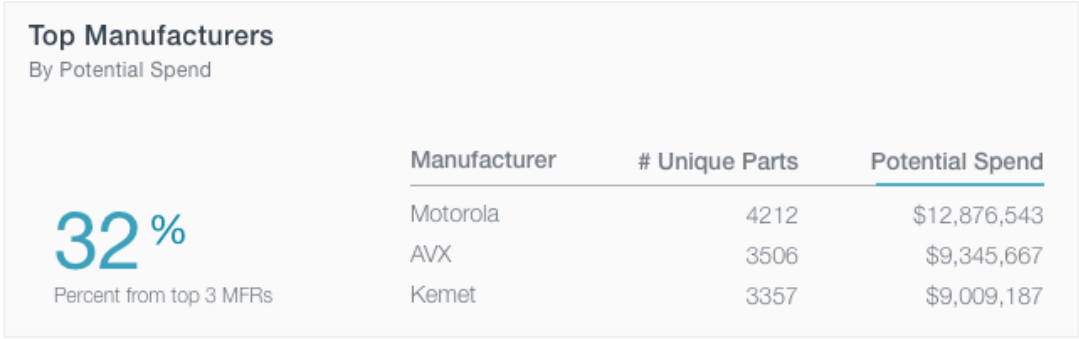 Top Manufacturers
By Potential Spend
Manufacturer # Unique Parts Potential Spend
Motorola 4212 $12,876,543
AVX 3506 $9,345,667
Kemet 3357 $9,009,187
32 %
Percent from top 3 MFRs